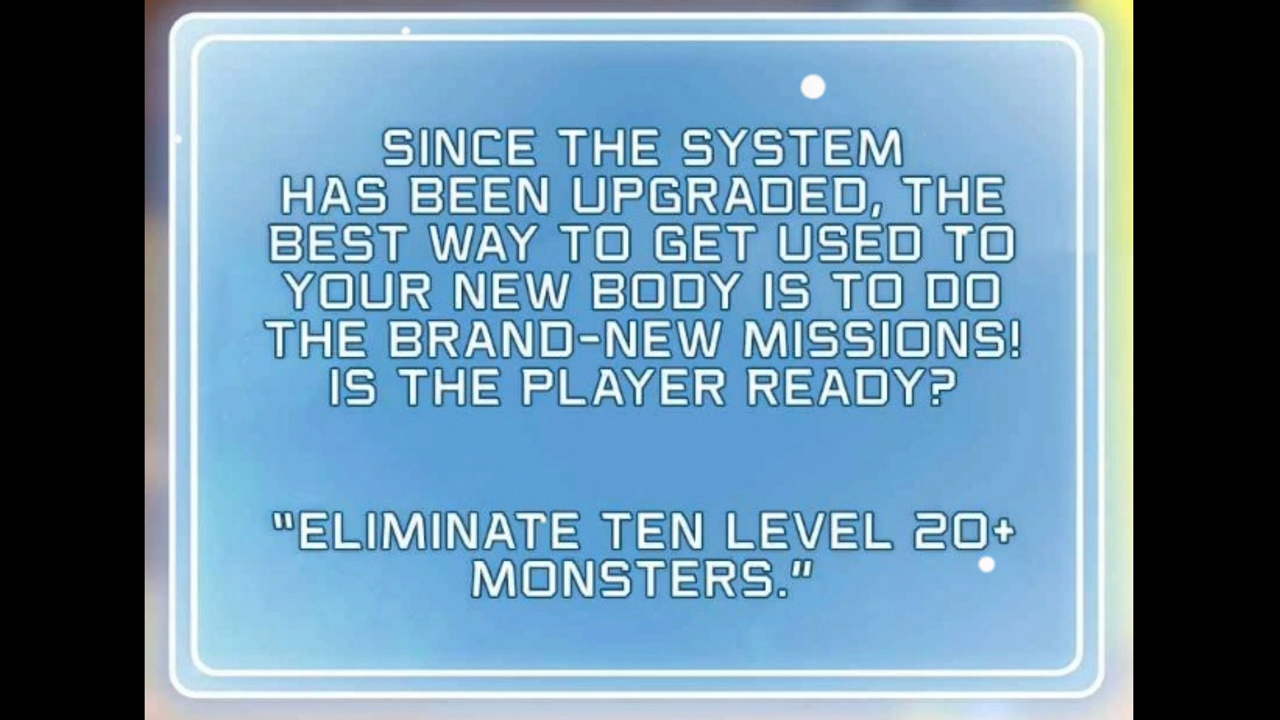 SINCE THE SYSTEM
HAS BEEN UPGRADED, THE
BEST WAY TO GET USED TO
YOUR NEW BODY IS TO DO
THE BRAND-NEW MISSIONS!
IS THE PLAYER READY?
"ELIMINATE TEN LEVEL 20+
MONSTERS."